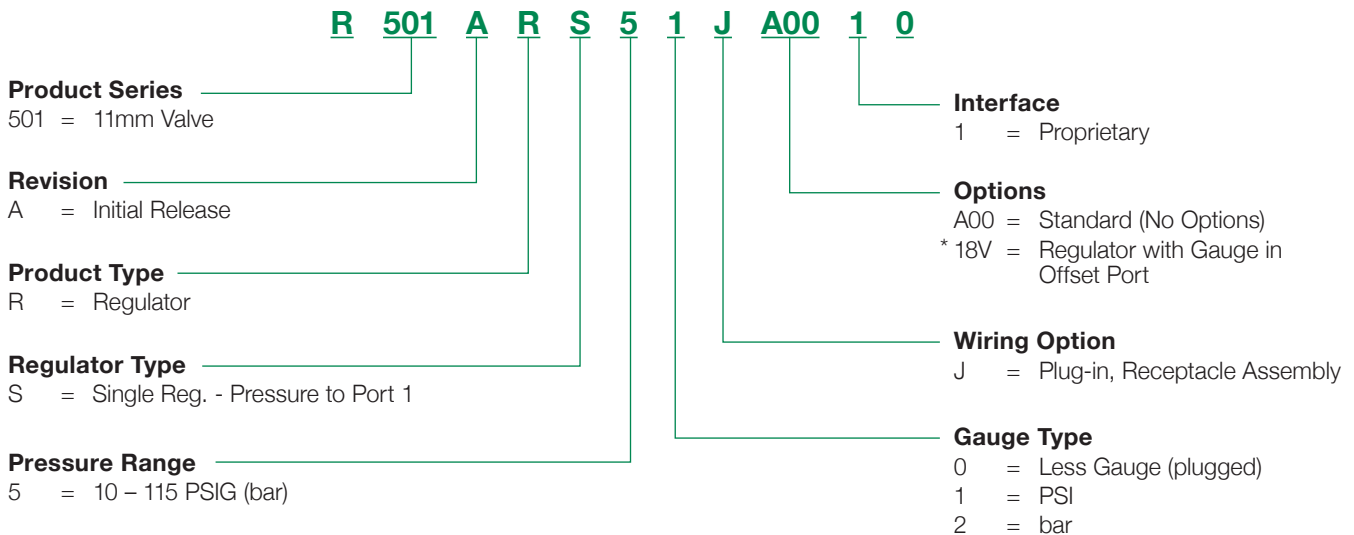 R 501 A R S 5 1 J A00 1 0
Product Series
501 = 11mm Valve
Revision
A = Initial Release
Product Type
R = Regulator
Regulator Type
S = Single Reg. - Pressure to Port 1
Pressure Range
5 = 10 – 115 PSIG (bar)
Interface
1 = Proprietary
Options
A00 = Standard (No Options)
* 18V = Regulator with Gauge in
Offset Port
Wiring Option
J = Plug-in, Receptacle Assembly
Gauge Type
0 = Less Gauge (plugged)
1 = PSI
2 = bar